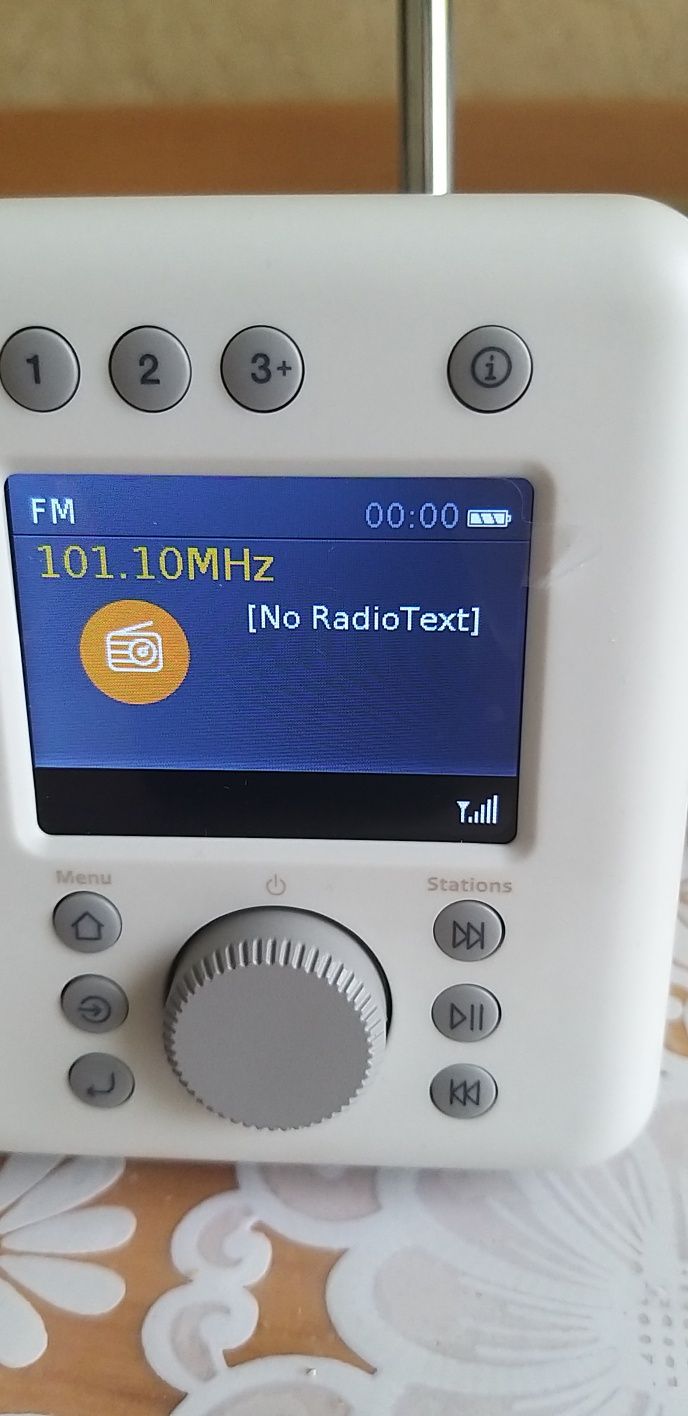 1 2 3+ i
FM 00:00
101.10MHz
[No RadioText]
Menu Stations